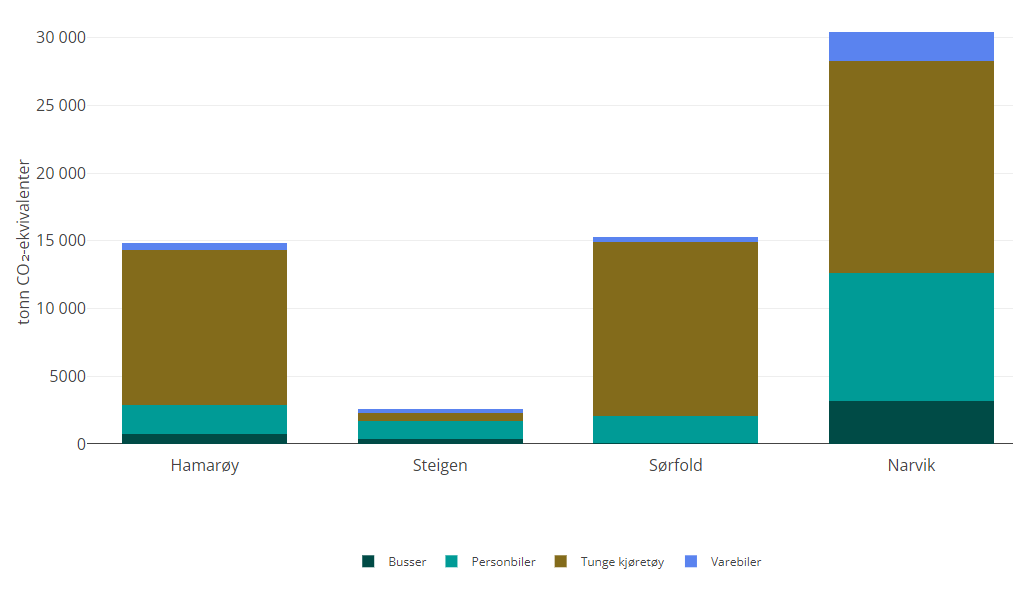 tonn CO₂-ekvivalenter
30 000
25 000
20 000
15 000
10 000
5000
0
Hamarøy Steigen Sørfold Narvik
Busser Personbiler Tunge kjøretøy Varebiler